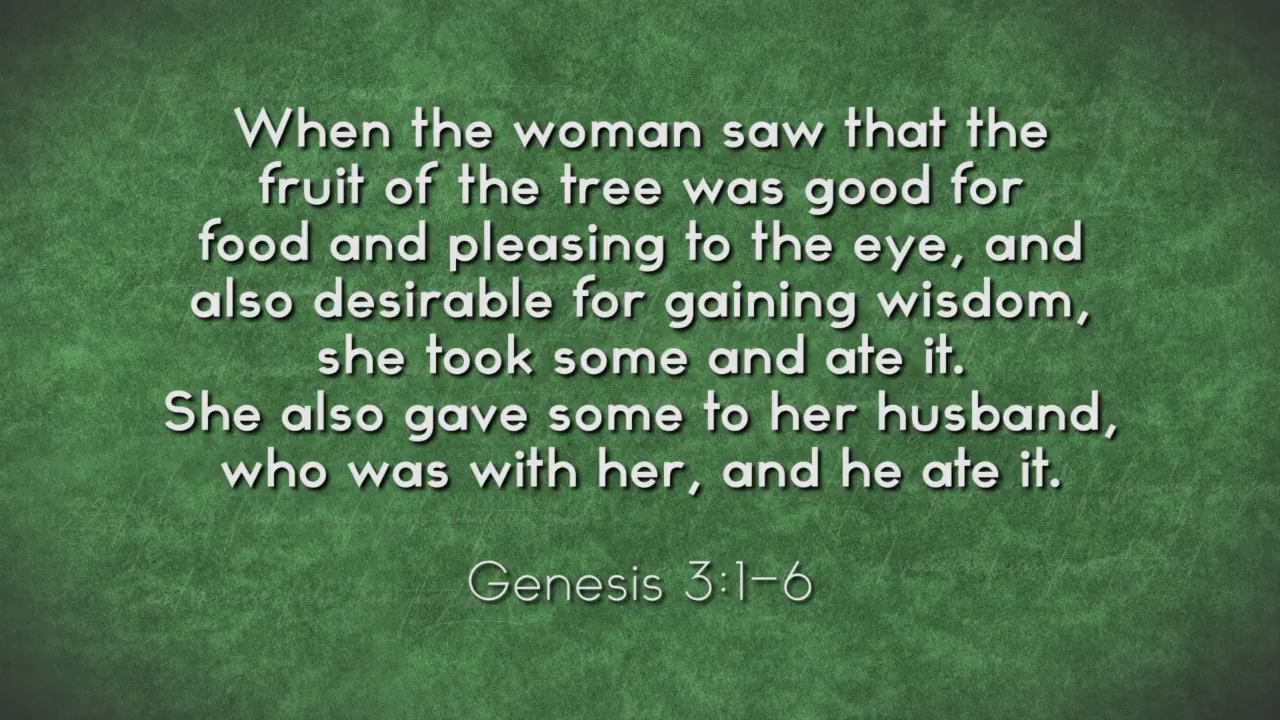 When the woman saw that the
fruit of the tree was good for
food and pleasing to the eye, and
also desirable for gaining wisdom,
she took some and ate it.
She also gave some to her husband,
who was with her, and he ate it.
Genesis 3:1-6